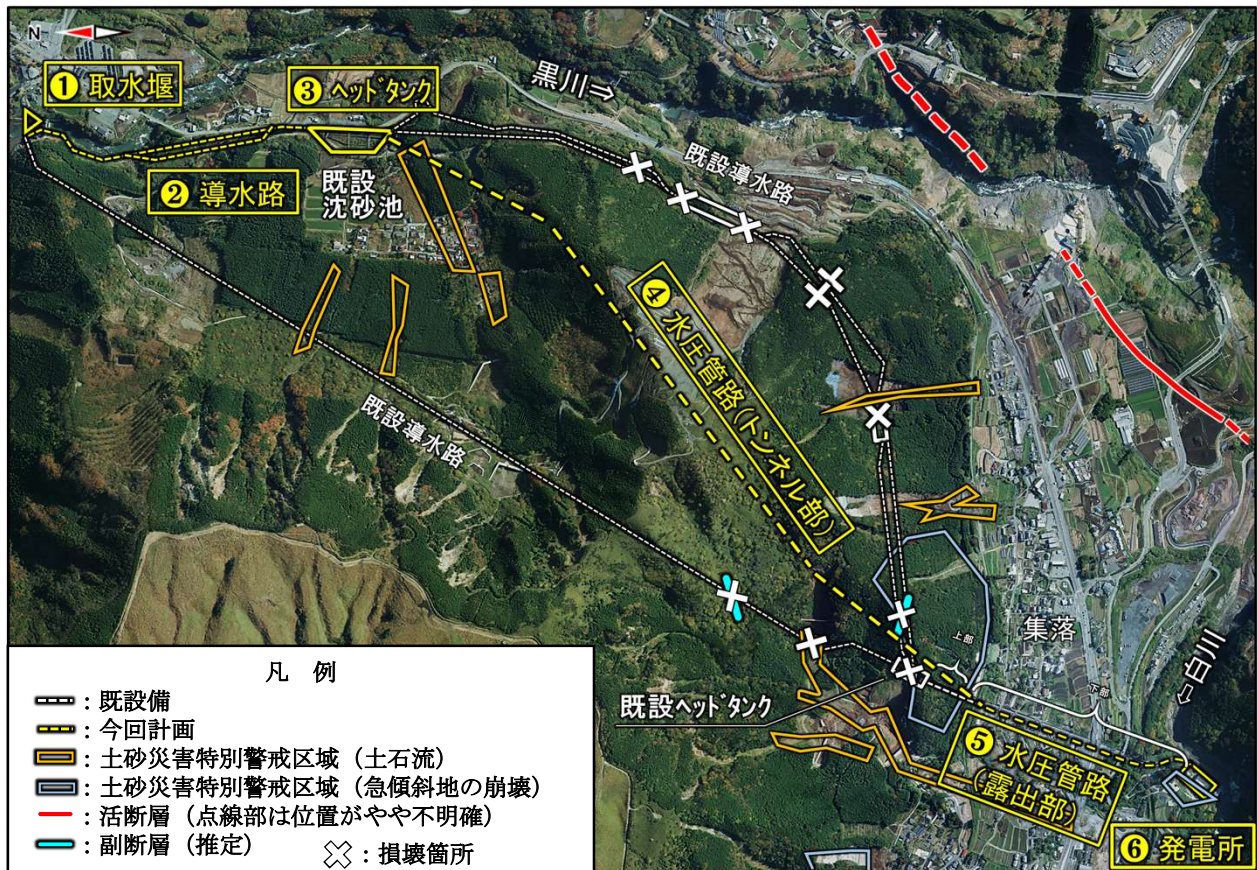 N
❶ 取水堰
❸ ヘッドタンク
黒川⇒
❷ 導水路
既設
沈砂池
既設導水路
❹ 水圧管路(トンネル部)
既設導水路
上部
集落
下部
⇐白川
既設ヘッドタンク
❺ 水圧管路
(露出部)
❻ 発電所
凡 例
：既設備
：今回計画
：土砂災害特別警戒区域（土石流）
：土砂災害特別警戒区域（急傾斜地の崩壊）
：活断層（点線部は位置がやや不明確）
：副断層（推定）
：損壊箇所